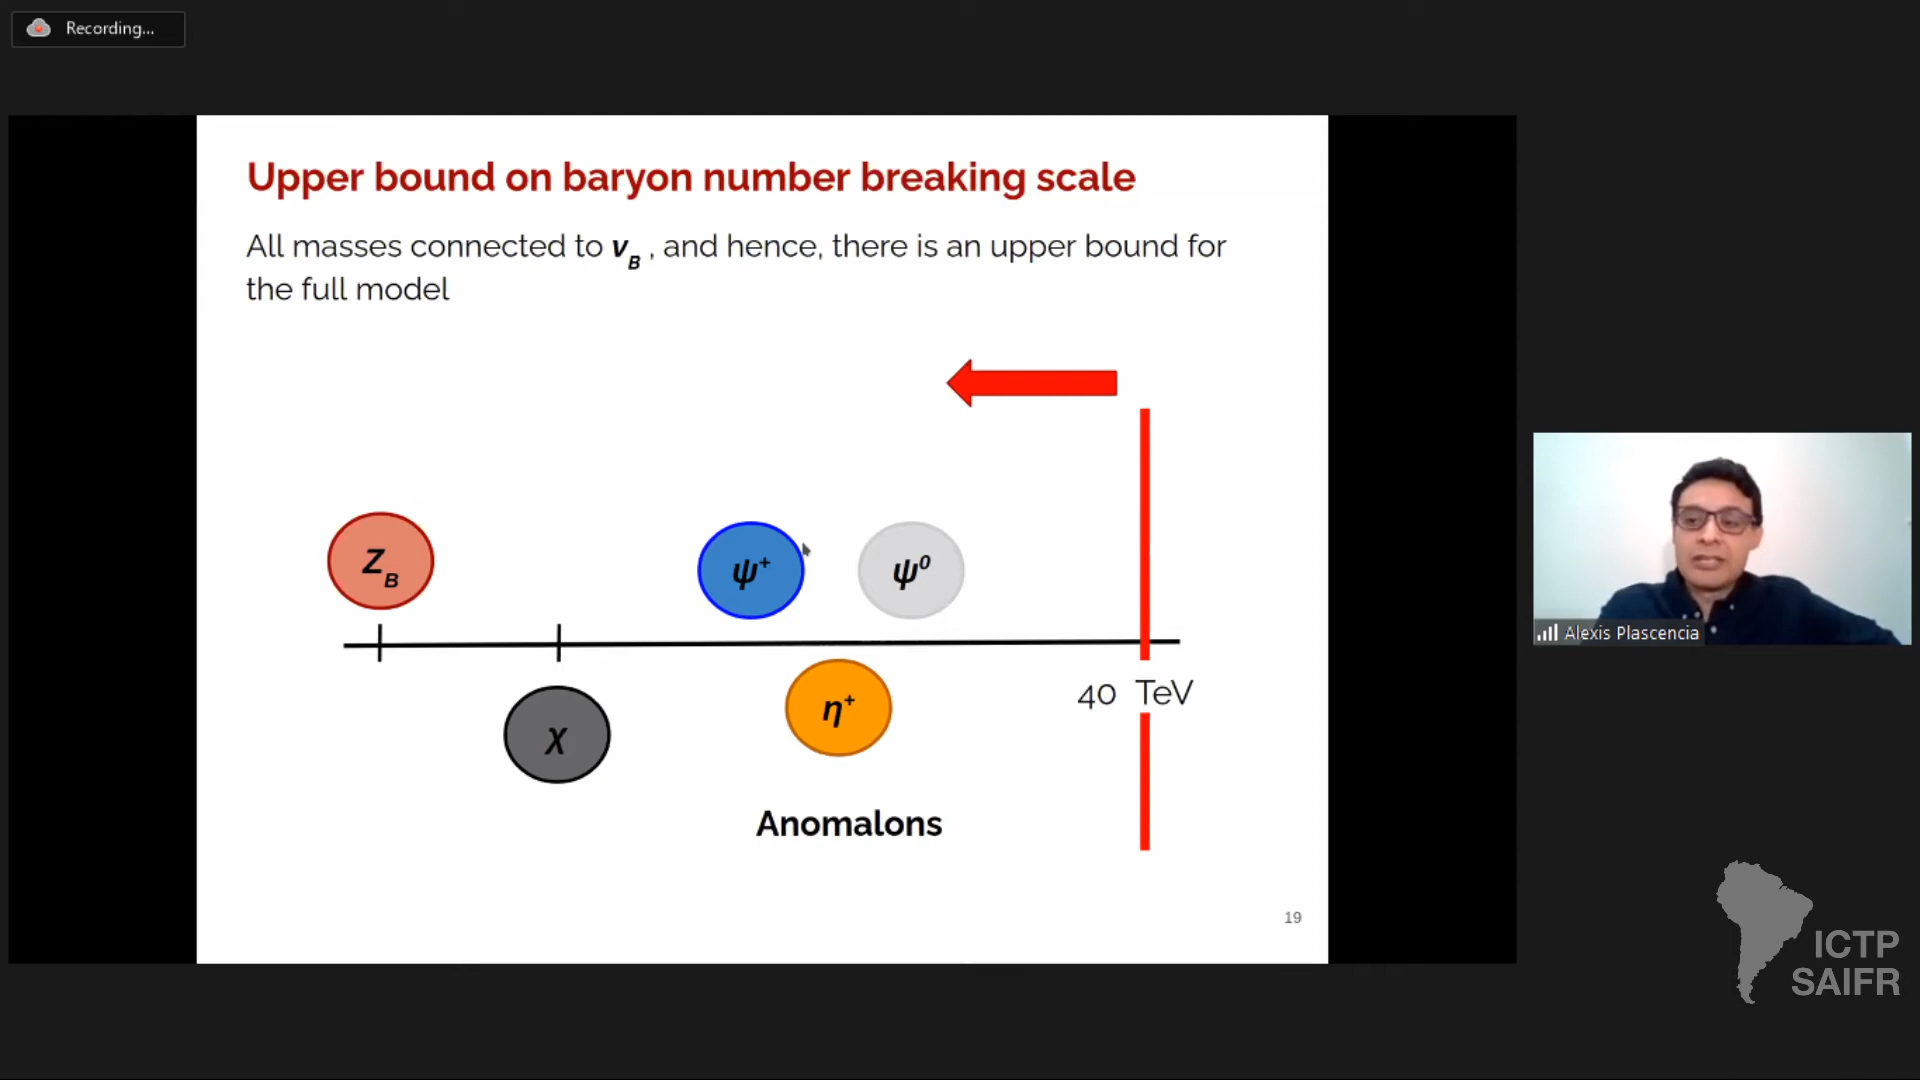 Recording...
Upper bound on baryon number breaking scale
All masses connected to v_B , and hence, there is an upper bound for
the full model
Z_B
ψ⁺
ψ⁰
χ
η⁺
40 TeV
Anomalons
19
Alexis Plascencia
ICTP
SAIFR